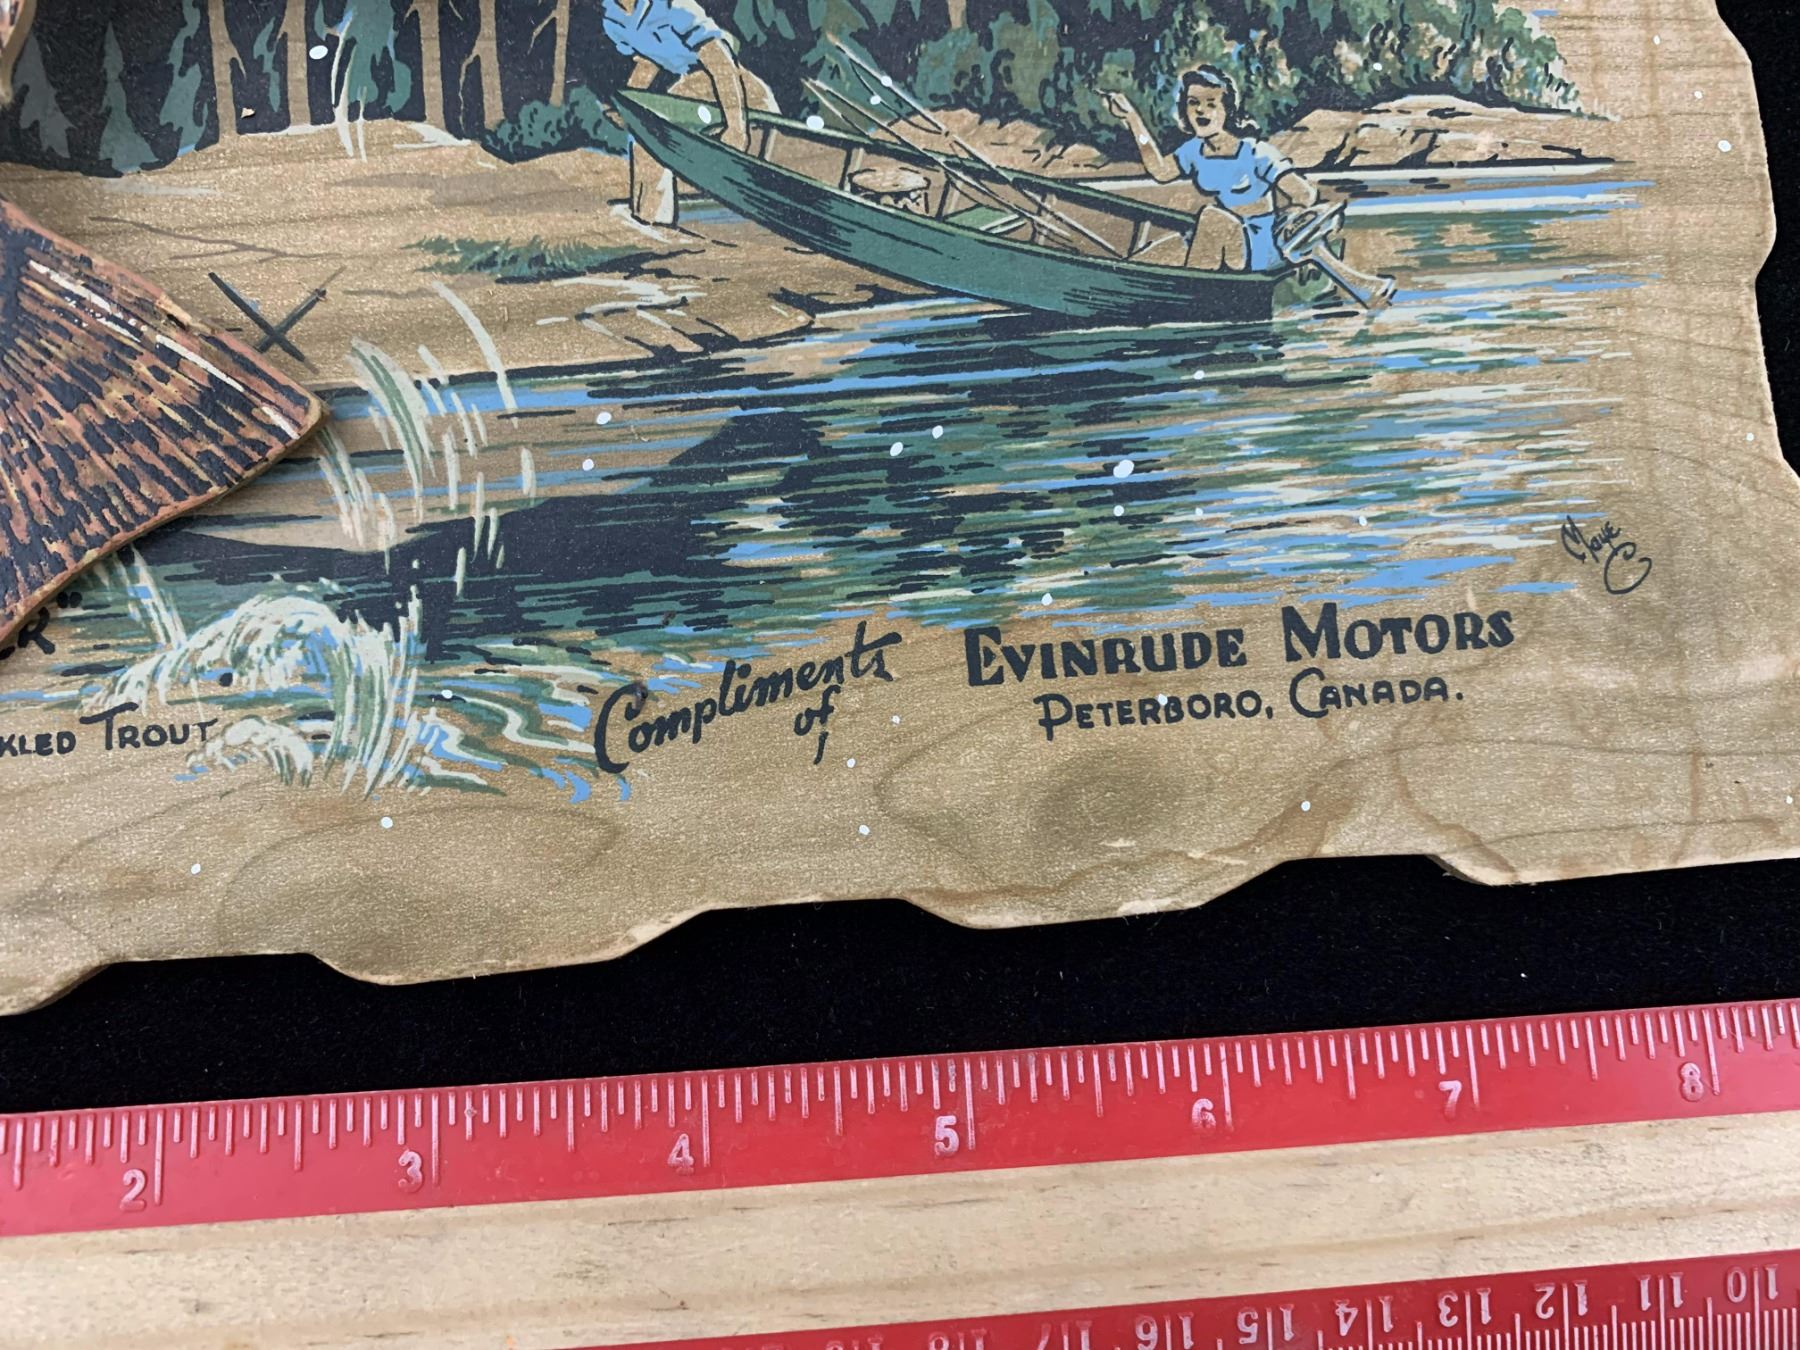 R"
KLED TROUT
Compliments
of
EVINRUDE MOTORS
PETERBORO, CANADA.
2 3 4 5 6 7 8
10 11 12 13 14 15 16 17 18